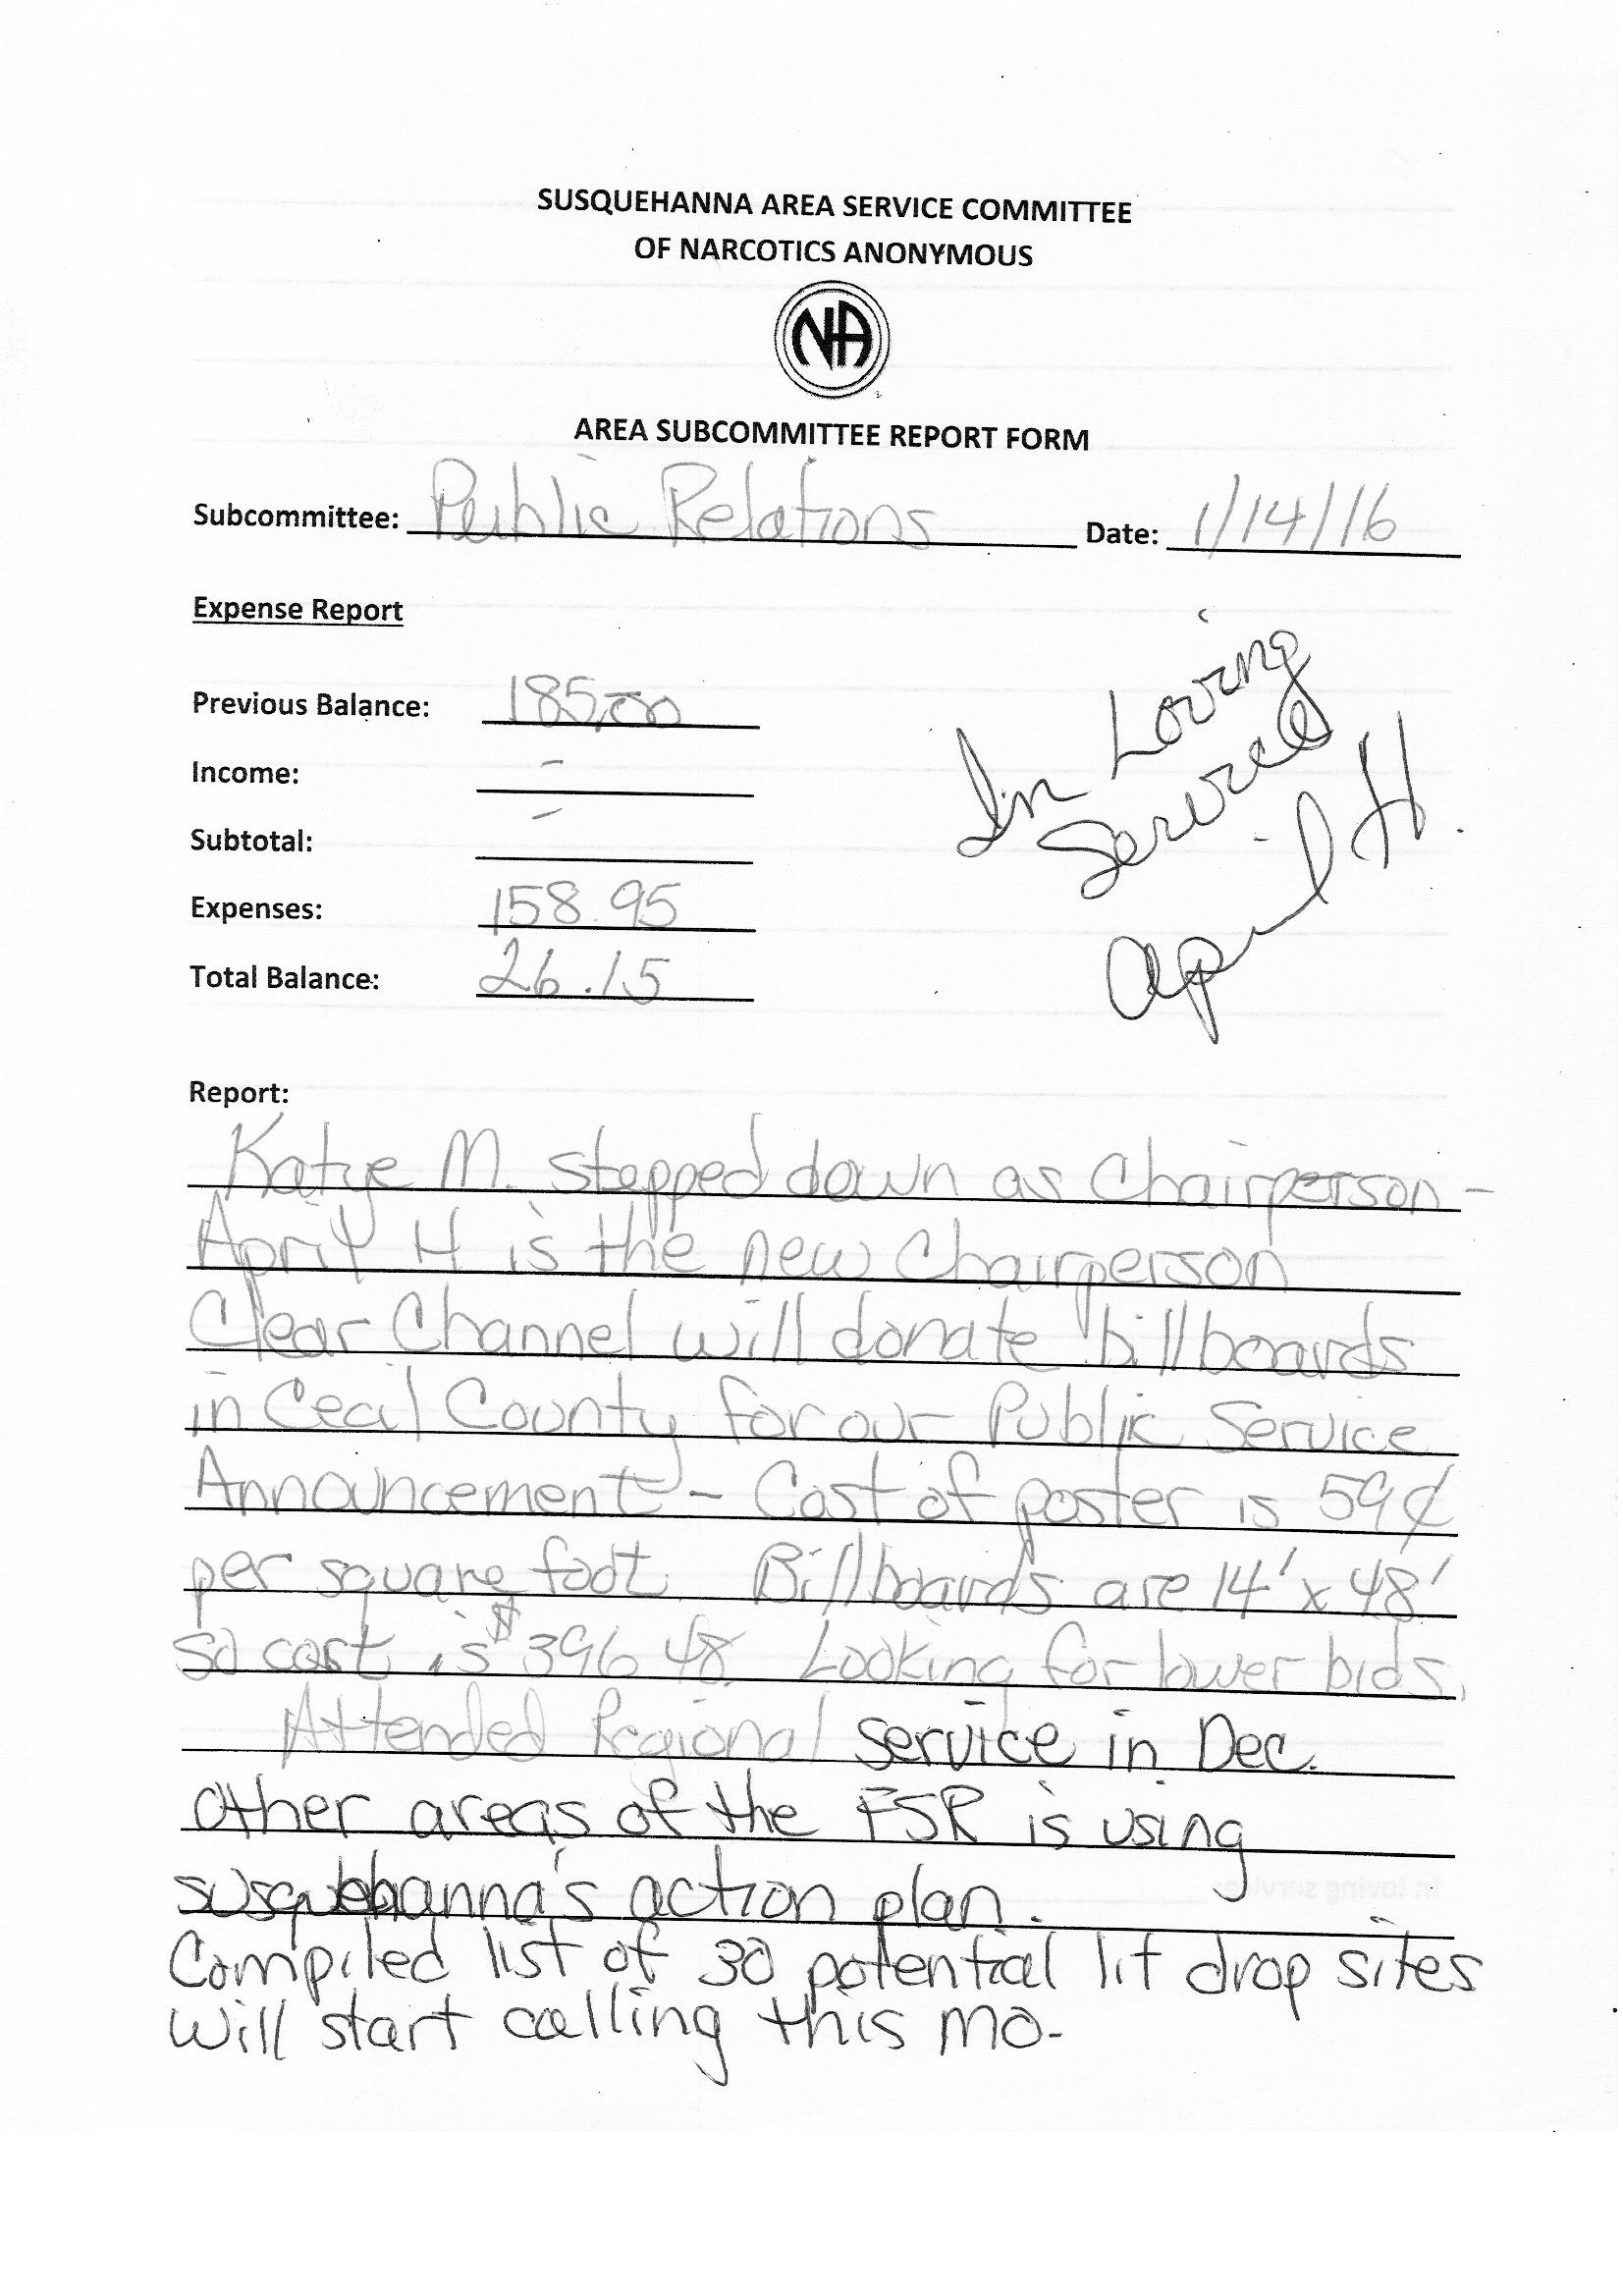 SUSQUEHANNA AREA SERVICE COMMITTEE
OF NARCOTICS ANONYMOUS
NA
AREA SUBCOMMITTEE REPORT FORM
Subcommittee: Public Relations Date: 1/14/16
Expense Report
Previous Balance: 185.00
Income: -
Subtotal: -
Expenses: 158.95
Total Balance: 26.15
In Loving
Service
April H.
Report:
Katye M. stepped down as Chairperson -
April H is the new Chairperson
Clear Channel will donate billboards
in Cecil County for our Public Service
Announcement - Cost of poster is 59¢
per square foot. Billboards are 14' x 48'
so cost is $396.48 Looking for lower bids.
Attended Regional service in Dec.
Other areas of the FSR is using
susquehanna's action plan.
Compiled list of 30 potential lit drop sites
will start calling this mo-
In loving service